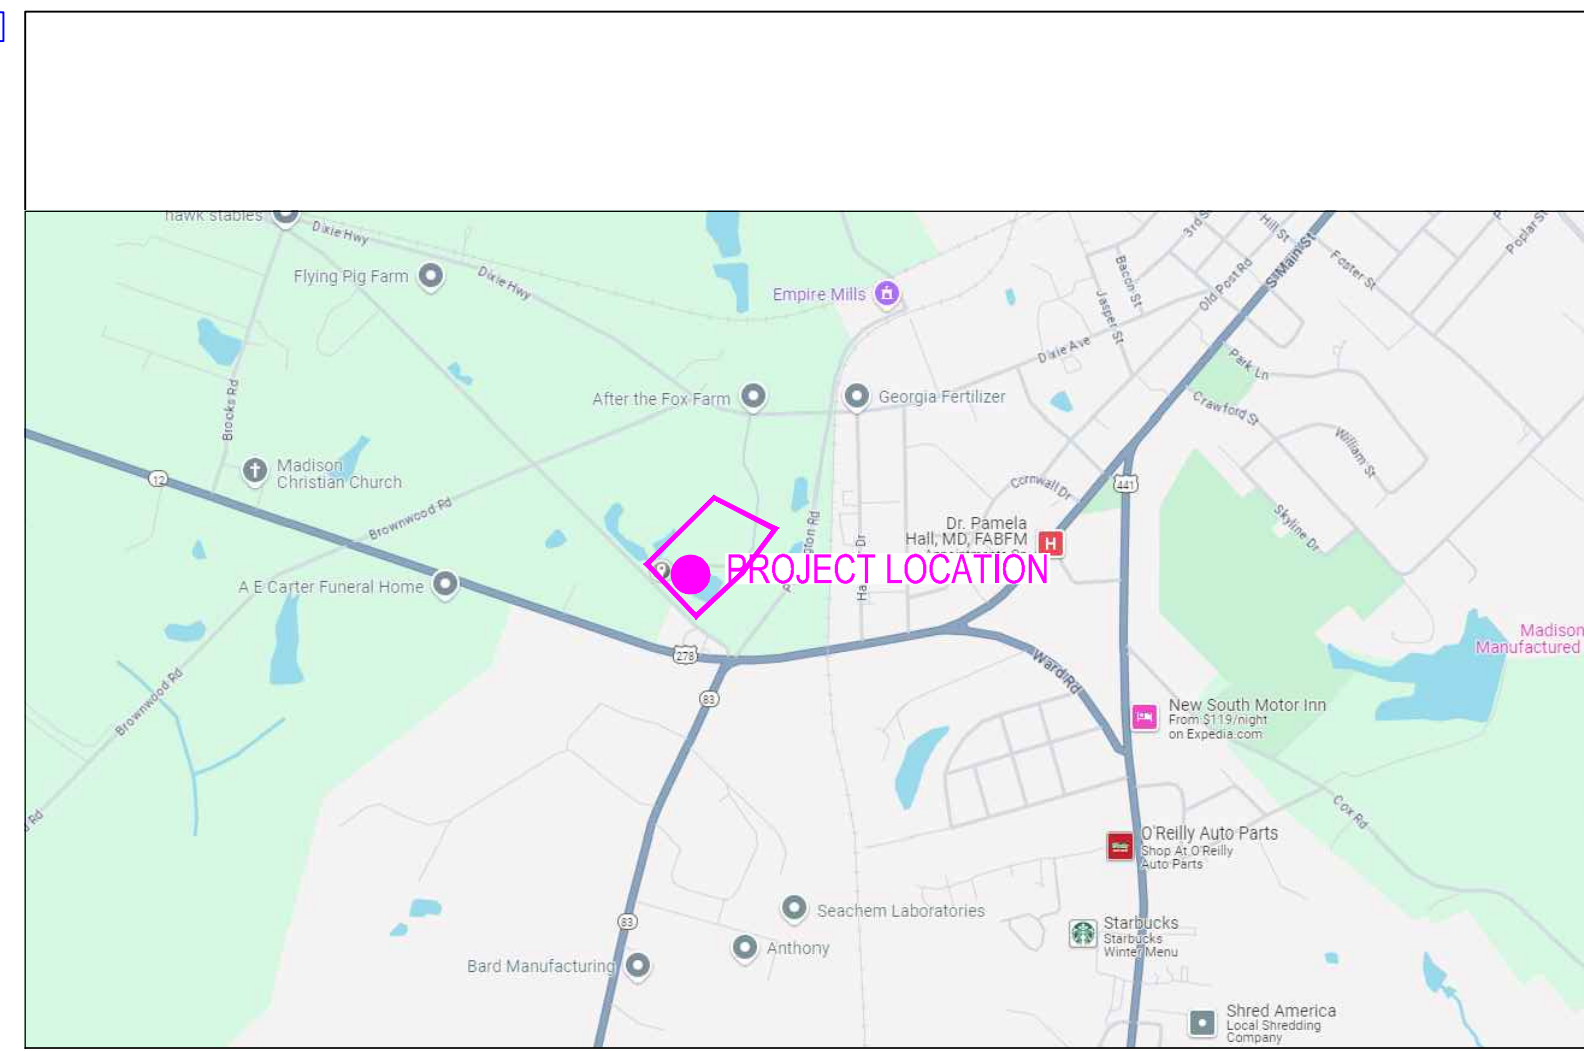 hawk stables
Dixie Hwy
Flying Pig Farm
Dixie Hwy
Empire Mills
3rd S
Hill St
S Main St
Foster St
Poplar St
Bacon St
Old Post Rd
Jasper St
Dixie Ave
Park Ln
Crawford St
William St
Brooks Rd
After the Fox Farm
Georgia Fertilizer
Madison
Christian Church
12
Brownwood Rd
Cornwall Dr
441
Skyline Dr
Dr. Pamela
Hall, MD, FABFM
H
PROJECT LOCATION
A E Carter Funeral Home
278
83
Ward Rd
Madison
Manufactured
Brownwood Rd
New South Motor Inn
From $119/night
on Expedia.com
Rd
Cox Rd
O'Reilly Auto Parts
Shop At O'Reilly
Auto Parts
Seachem Laboratories
83
Starbucks
Starbucks
Winter Menu
Anthony
Bard Manufacturing
Shred America
Local Shredding
Company